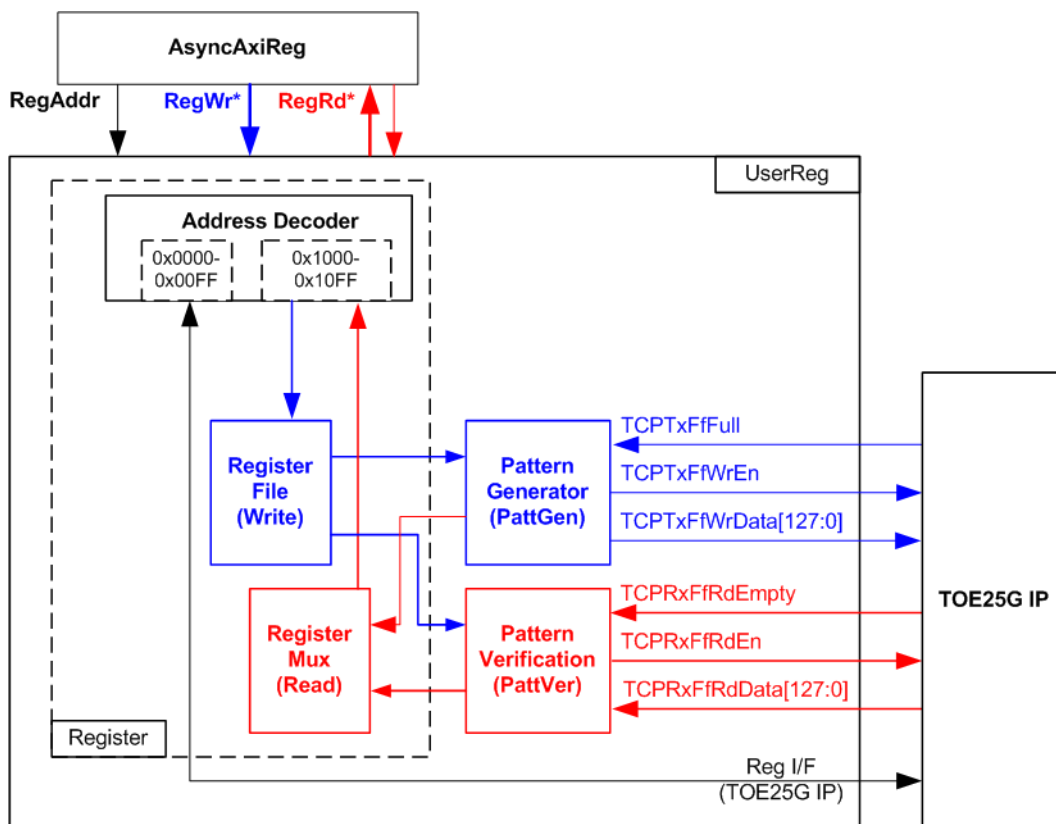 AsyncAxiReg
RegAddr
RegWr*
RegRd*
UserReg
Address Decoder
0x0000-
0x00FF
0x1000-
0x10FF
Register
File
(Write)
Pattern
Generator
(PattGen)
TCPTxFfFull
TCPTxFfWrEn
TCPTxFfWrData[127:0]
Register
Mux
(Read)
Pattern
Verification
(PattVer)
TCPRxFfRdEmpty
TCPRxFfRdEn
TCPRxFfRdData[127:0]
TOE25G IP
Register
Reg I/F
(TOE25G IP)